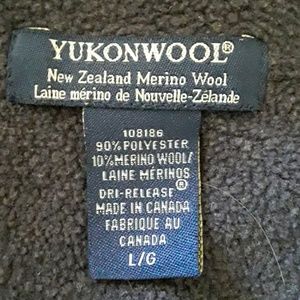 YUKONWOOL®
New Zealand Merino Wool
Laine mérino de Nouvelle-Zélande
108186
90% POLYESTER
10% MERINO WOOL/
LAINE MÉRINOS
DRI-RELEASE®
MADE IN CANADA
FABRIQUE AU
CANADA
L/G